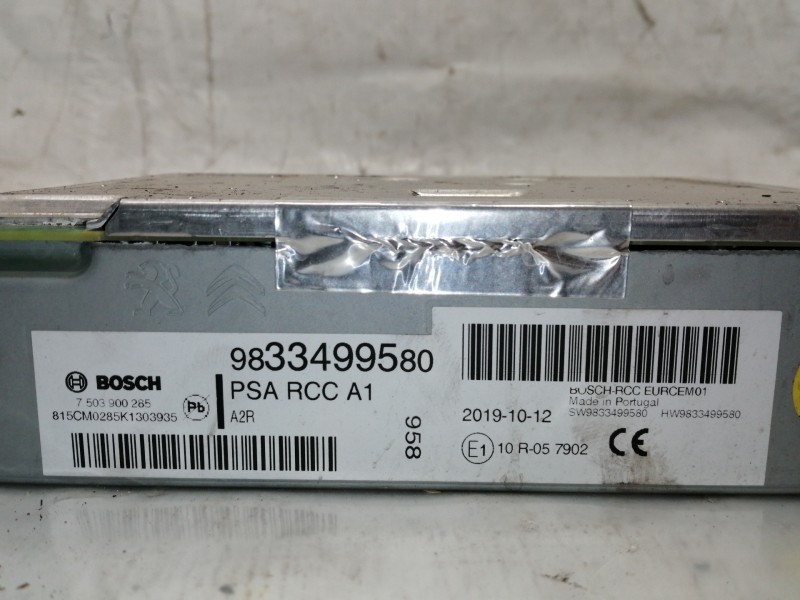 BOSCH
7 503 900 285
815CM0285K1303935
Pb
9833499580
PSA RCC A1
A2R
958
BOSCH-RCC EURCEM01
Made in Portugal
2019-10-12
SW9833499580 HW9833499580
E1 10 R-05 7902 CE